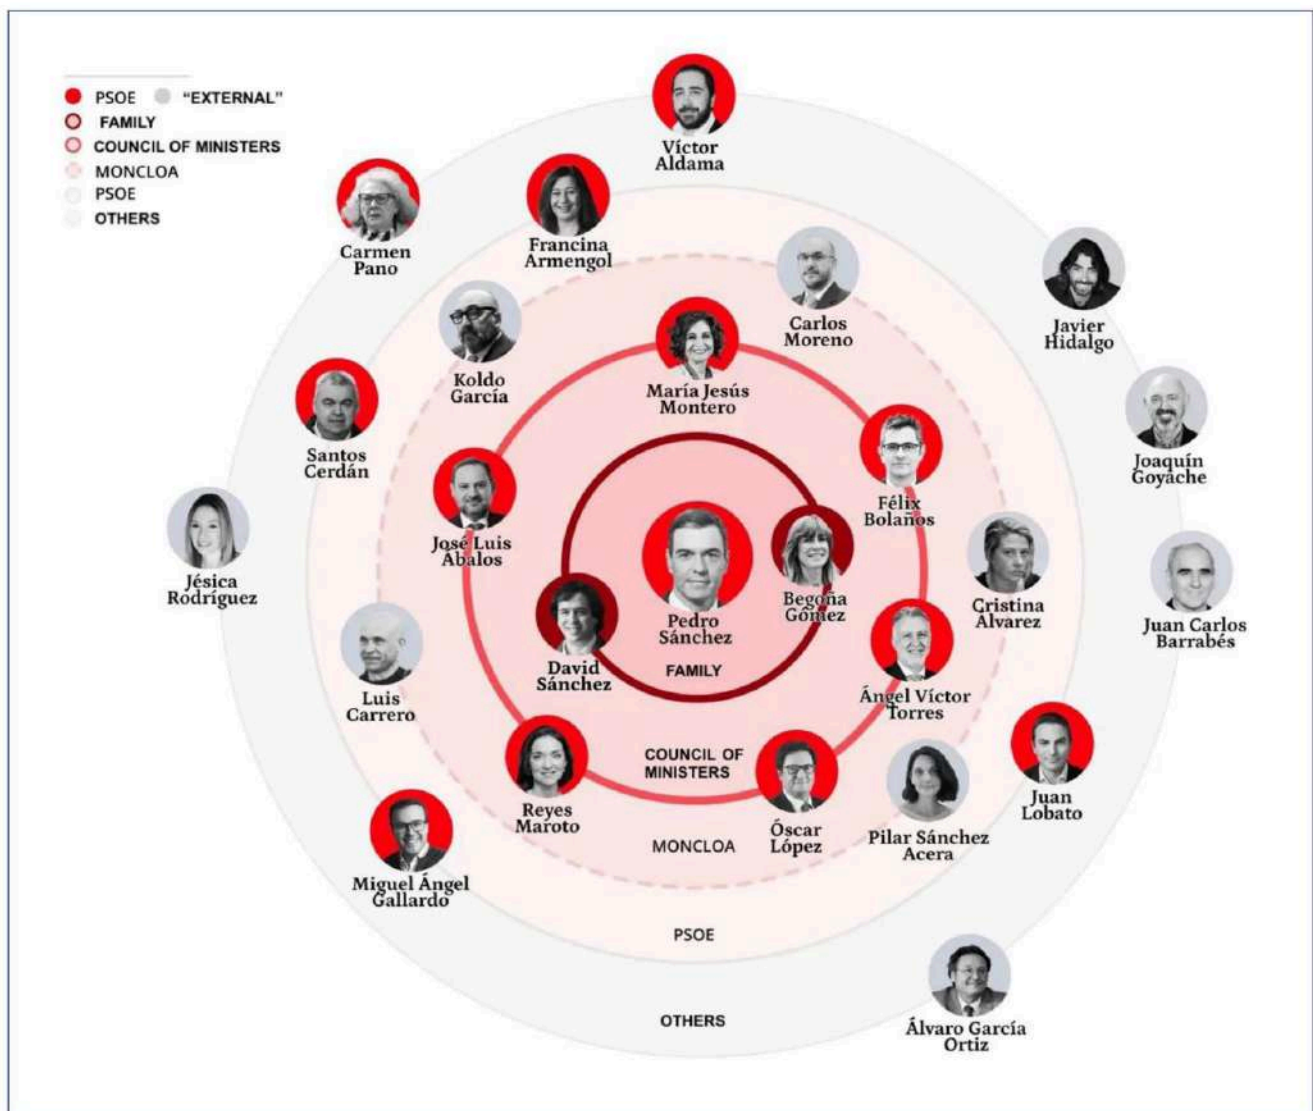 PSOE "EXTERNAL"
FAMILY
COUNCIL OF MINISTERS
MONCLOA
PSOE
OTHERS
Víctor
Aldama
Carmen
Pano
Francina
Armengol
Carlos
Moreno
Javier
Hidalgo
Koldo
García
María Jesús
Montero
Santos
Cerdán
Joaquín
Goyache
Félix
Bolaños
José Luis
Ábalos
Jésica
Rodríguez
Begoña
Gómez
Cristina
Alvarez
Juan Carlos
Barrabés
Pedro
Sánchez
David
Sánchez
FAMILY
Luis
Carrero
Ángel Víctor
Torres
COUNCIL OF
MINISTERS
Reyes
Maroto
Óscar
López
Juan
Lobato
MONCLOA
Pilar Sánchez
Acera
Miguel Ángel
Gallardo
PSOE
OTHERS
Álvaro García
Ortiz